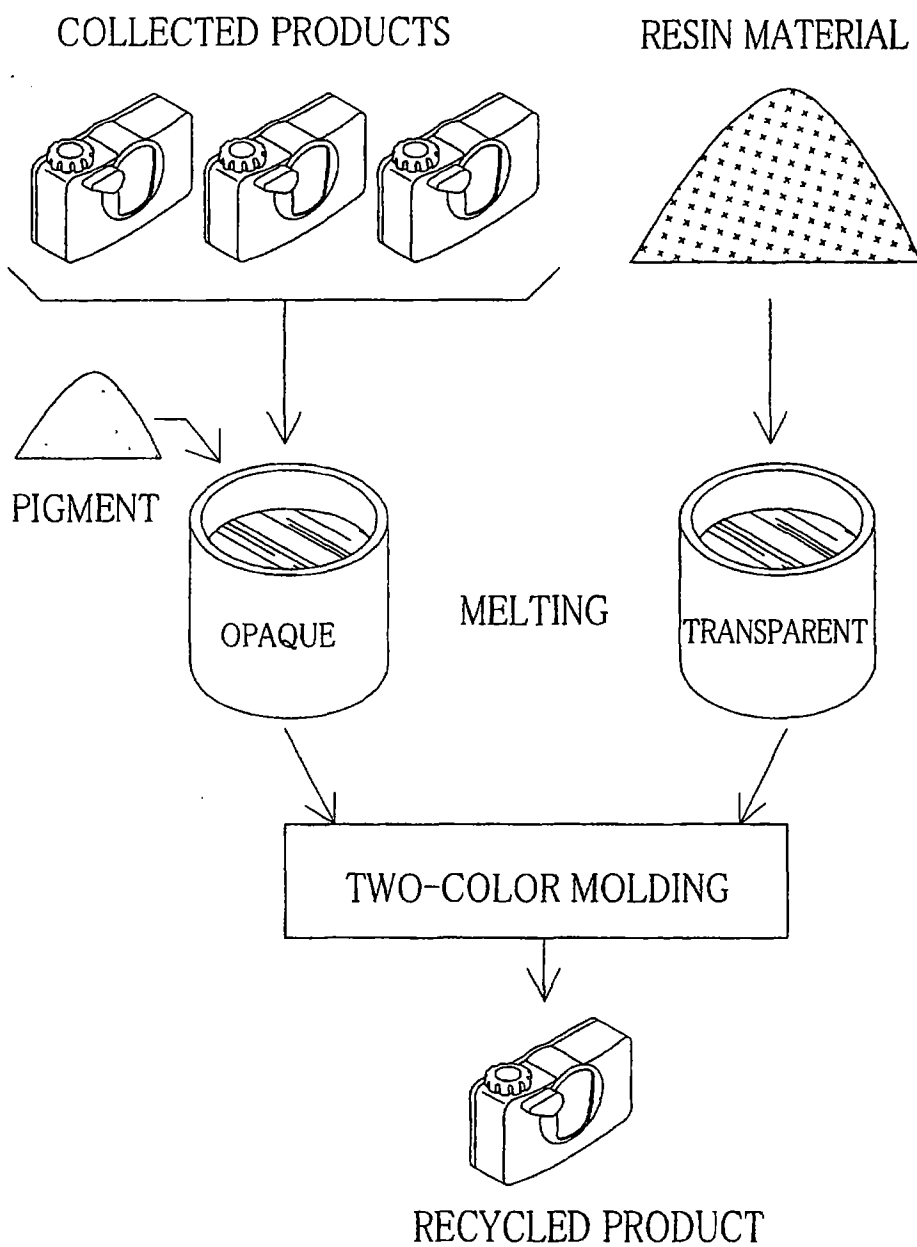 COLLECTED PRODUCTS
RESIN MATERIAL
PIGMENT
OPAQUE
MELTING
TRANSPARENT
TWO-COLOR MOLDING
RECYCLED PRODUCT